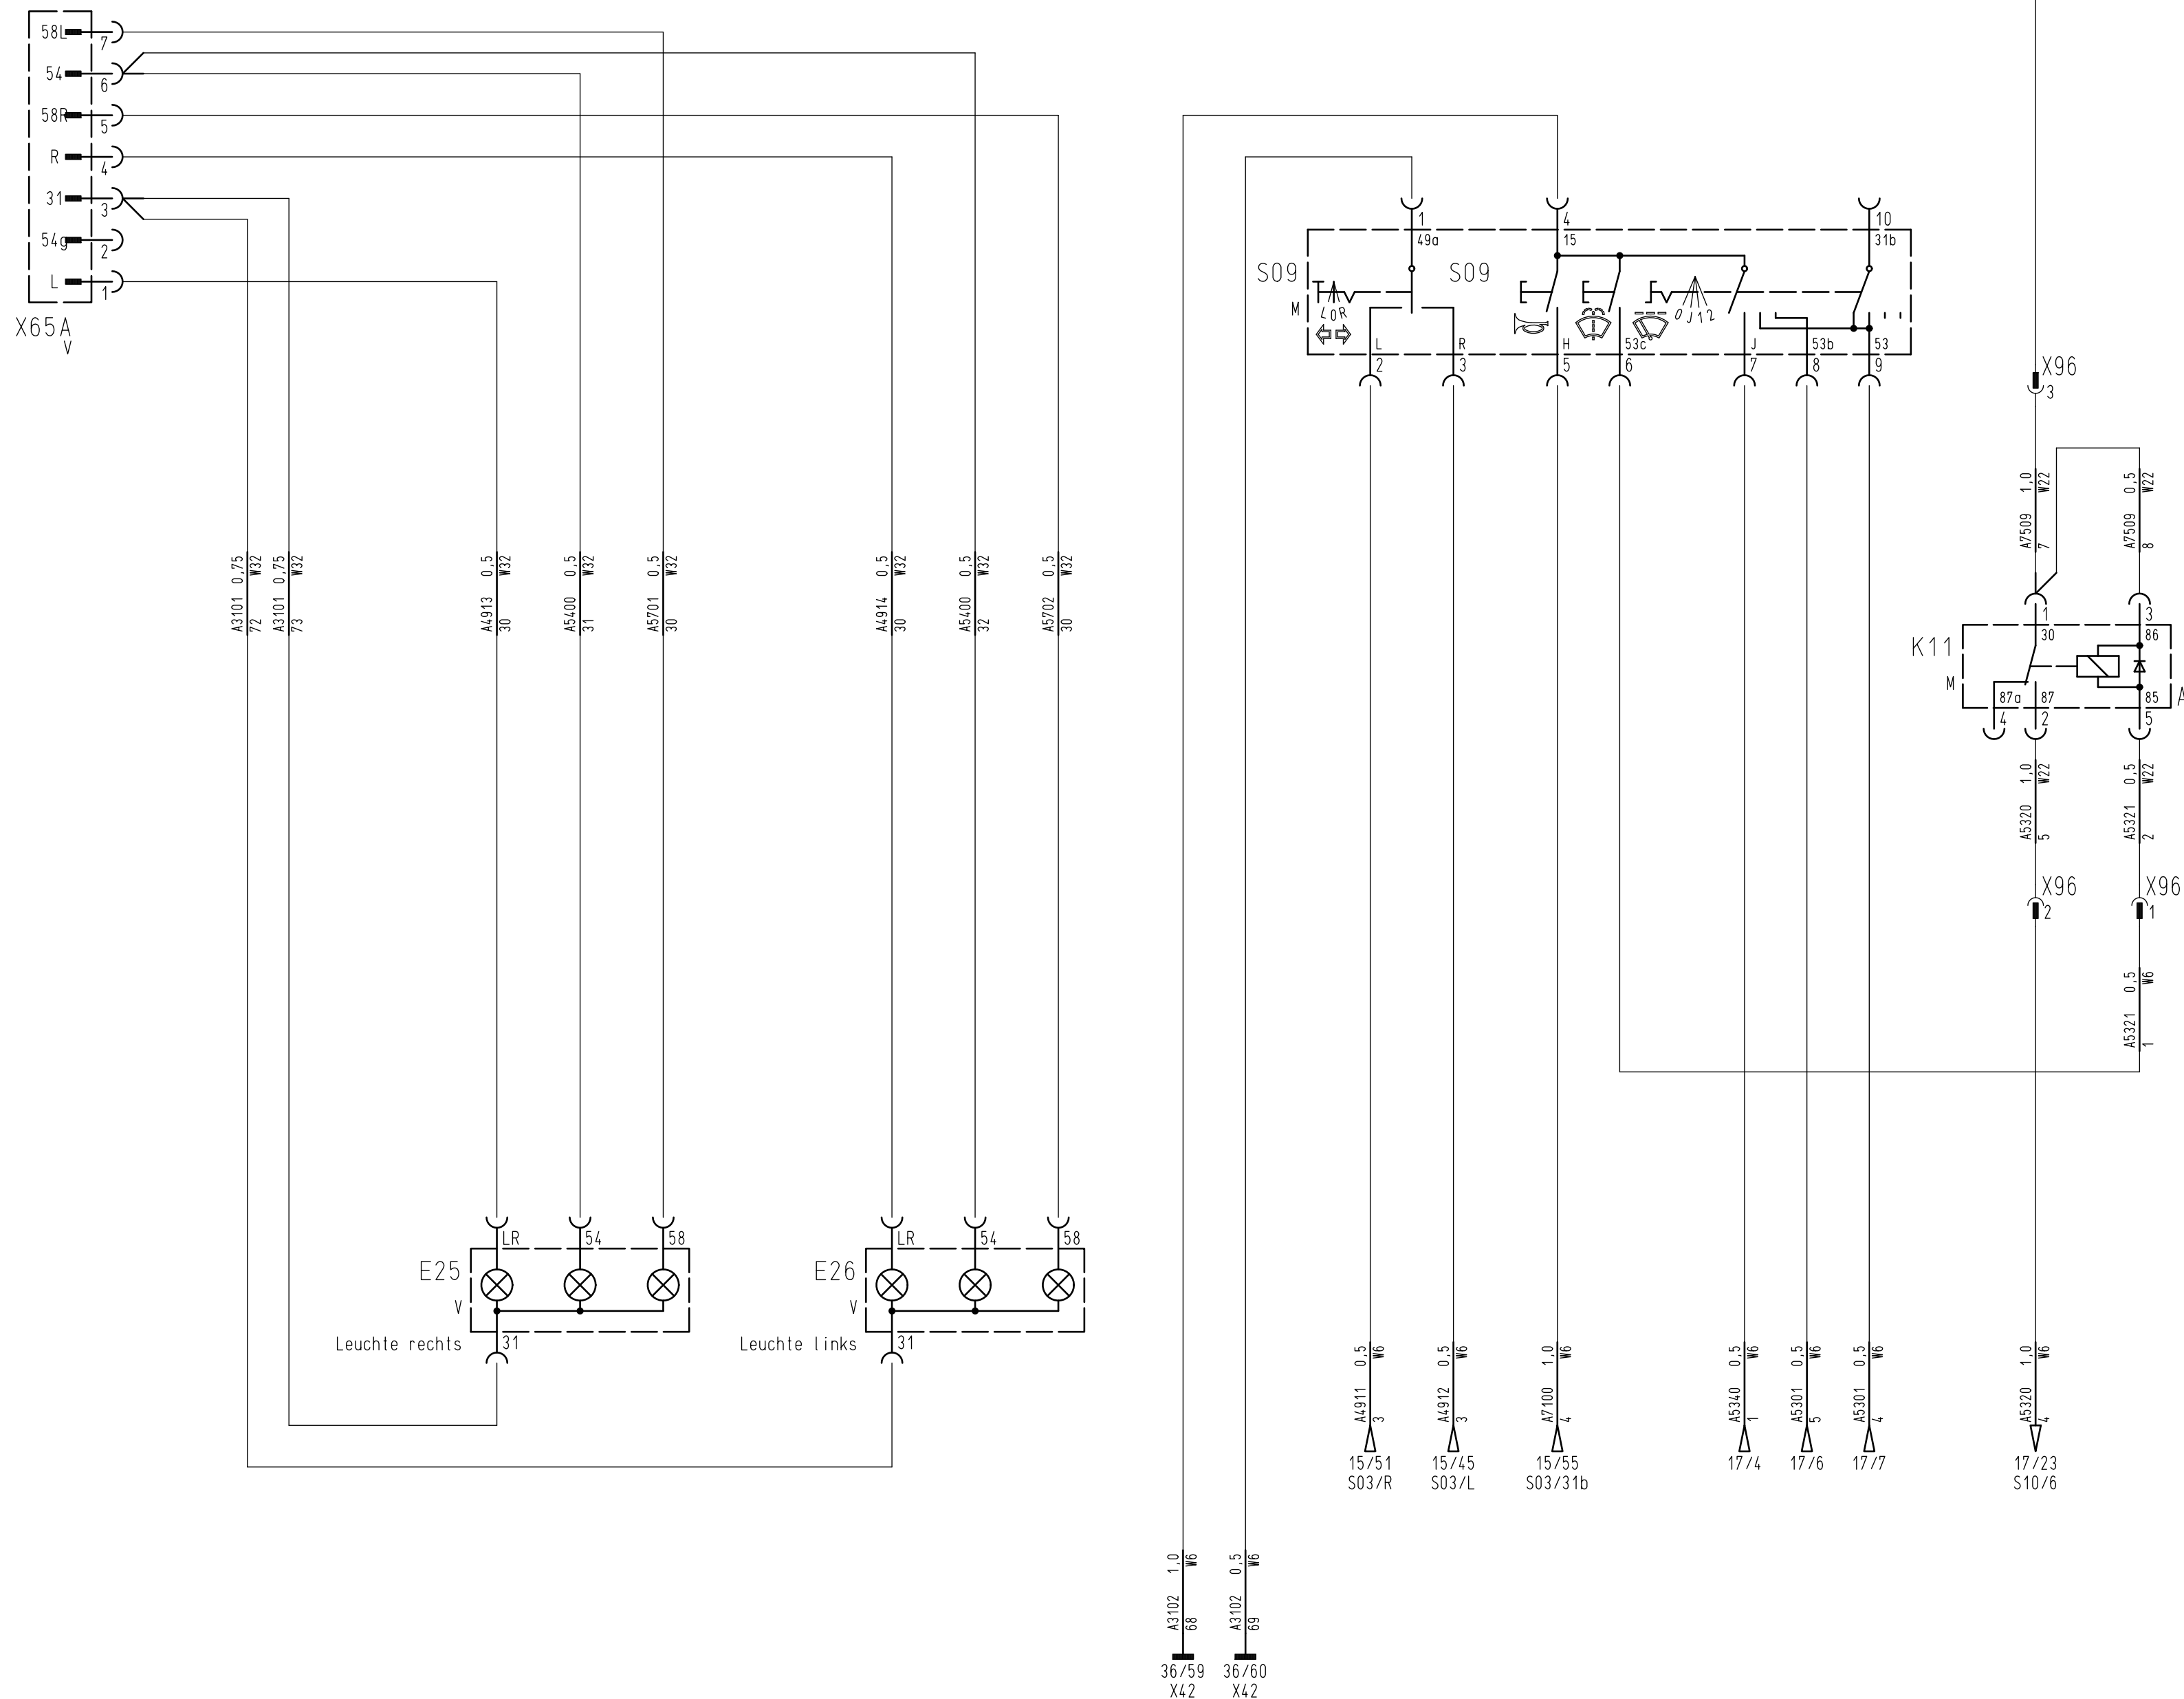 58L
7
54
6
58R
5
R
4
31
3
54g
2
L
1
X65A
V
A3101 0,75
72 W32
A3101 0,75
73 W32
A4913 0,5
30 W32
A5400 0,5
31 W32
A5701 0,5
30 W32
A4914 0,5
30 W32
A5400 0,5
32 W32
A5702 0,5
30 W32
LR 54 58
E25
V
Leuchte rechts 31
LR 54 58
E26
V
Leuchte links 31
1 4 10
49a 15 31b
S09 S09
M
L O R
0 J 1 2
L R H 53c J 53b 53
2 3 5 6 7 8 9
X96
3
A7509 1,0
7 W22
A7509 0,5
8 W22
1 3
30 86
K11
M
87a 87 85
4 2 5
A
A5320 1,0
5 W22
A5321 0,5
2 W22
X96
2
X96
1
A5321 0,5
1 W6
A4911 0,5
3 W6
15/51
S03/R
A4912 0,5
3 W6
15/45
S03/L
A7100 1,0
4 W6
15/55
S03/31b
A5340 0,5
1 W6
17/4
A5301 0,5
5 W6
17/6
A5301 0,5
4 W6
17/7
A5320 1,0
4 W6
17/23
S10/6
A3102 1,0
68 W6
36/59
X42
A3102 0,5
69 W6
36/60
X42